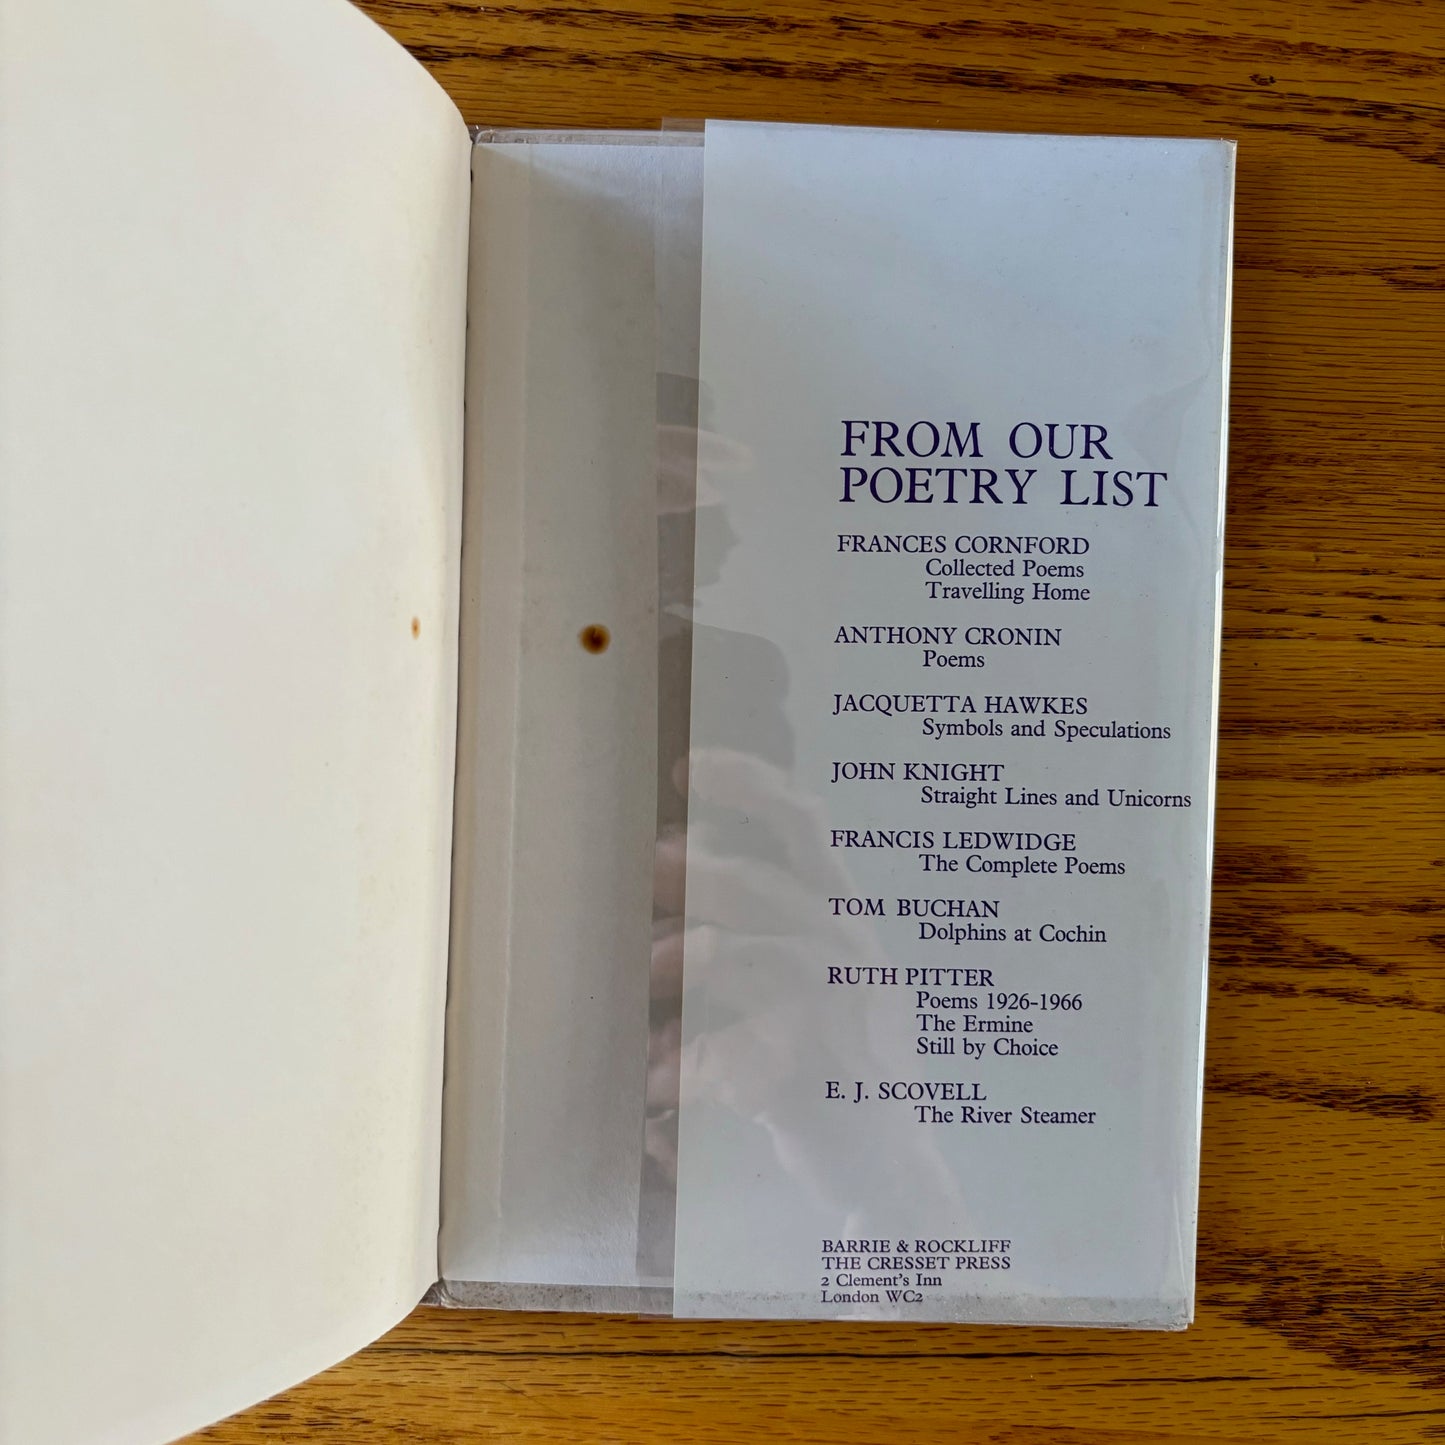 FROM OUR
POETRY LIST
FRANCES CORNFORD
Collected Poems
Travelling Home
ANTHONY CRONIN
Poems
JACQUETTA HAWKES
Symbols and Speculations
JOHN KNIGHT
Straight Lines and Unicorns
FRANCIS LEDWIDGE
The Complete Poems
TOM BUCHAN
Dolphins at Cochin
RUTH PITTER
Poems 1926-1966
The Ermine
Still by Choice
E. J. SCOVELL
The River Steamer
BARRIE & ROCKLIFF
THE CRESSET PRESS
2 Clement's Inn
London WC2